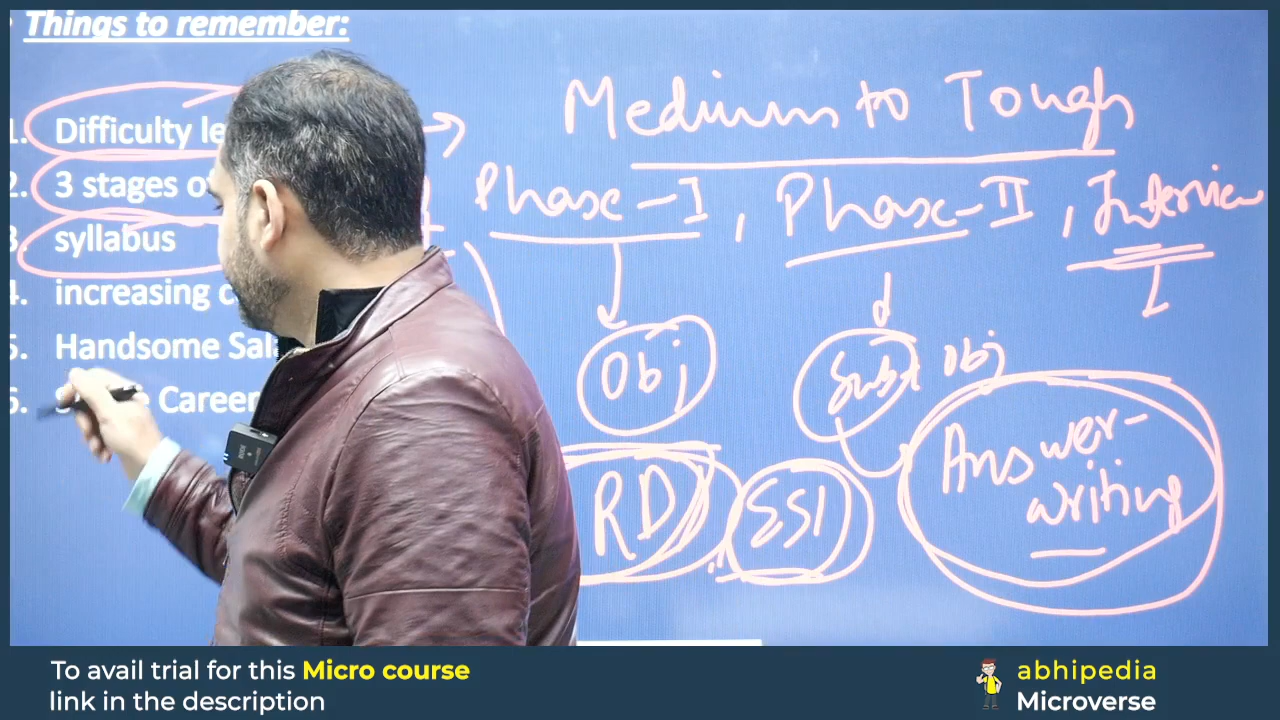 Things to remember:
1. Difficulty le
2. 3 stages o
3. syllabus
4. increasing c
5. Handsome Sal
6. Career
Medium to Tough
Phase-I, Phase-II, Interview
Obj
Subj Obj
RD
ESI
Answer-
writing
To avail trial for this Micro course
link in the description
abhipedia
Microverse